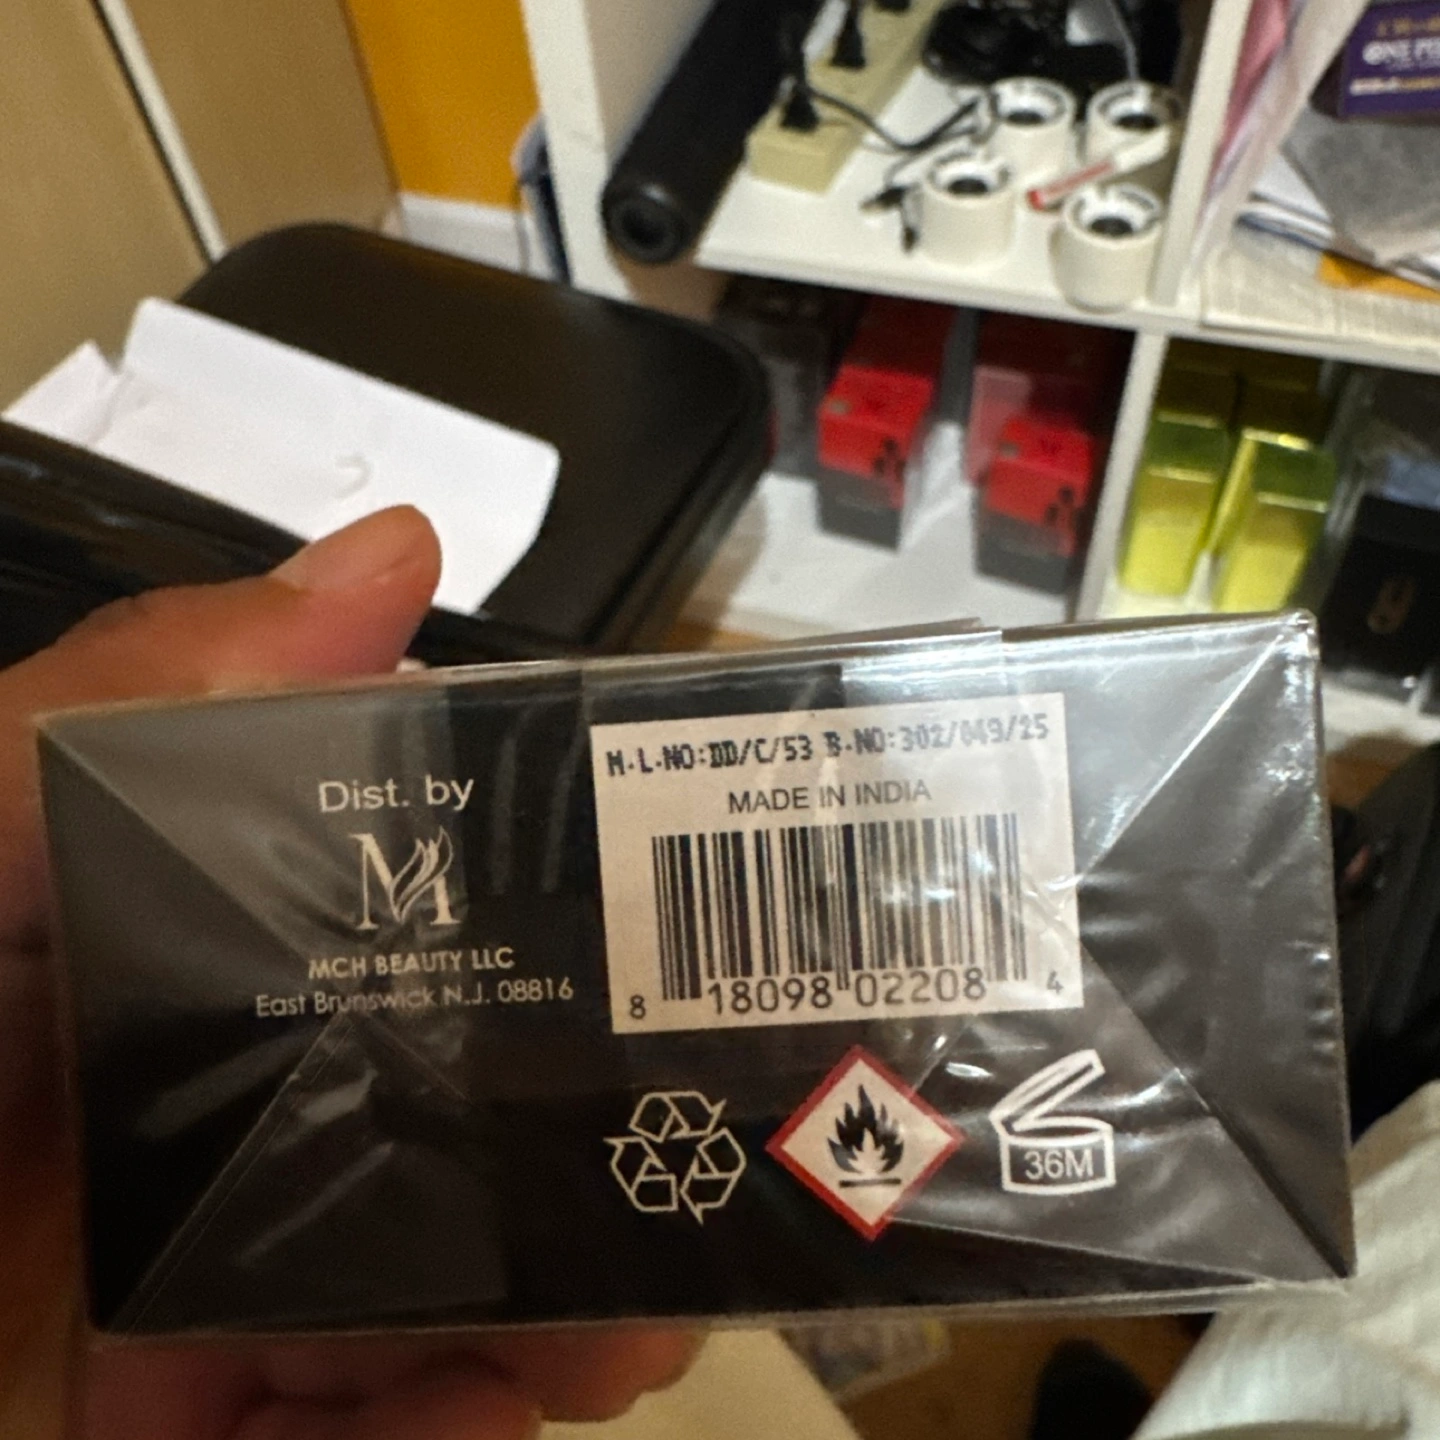 Dist. by
M
MCH BEAUTY LLC
East Brunswick N.J. 08816
M.L.NO:DD/C/53 B.NO:302/049/25
MADE IN INDIA
8 18098 02208 4
36M